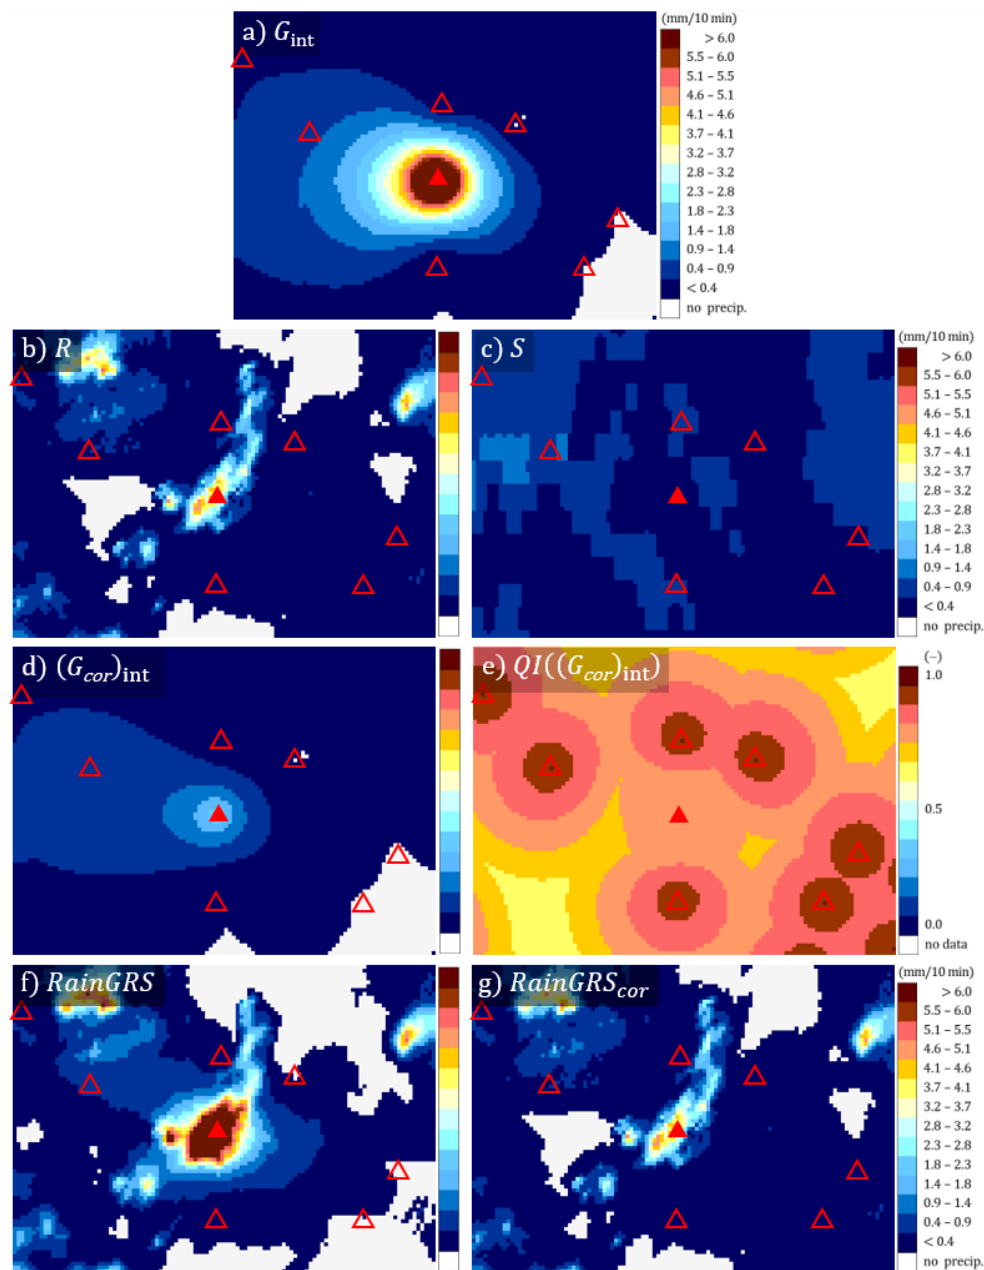 a) G_int
(mm/10 min)
> 6.0
5.5 – 6.0
5.1 – 5.5
4.6 – 5.1
4.1 – 4.6
3.7 – 4.1
3.2 – 3.7
2.8 – 3.2
2.3 – 2.8
1.8 – 2.3
1.4 – 1.8
0.9 – 1.4
0.4 – 0.9
< 0.4
no precip.
b) R
c) S
(mm/10 min)
> 6.0
5.5 – 6.0
5.1 – 5.5
4.6 – 5.1
4.1 – 4.6
3.7 – 4.1
3.2 – 3.7
2.8 – 3.2
2.3 – 2.8
1.8 – 2.3
1.4 – 1.8
0.9 – 1.4
0.4 – 0.9
< 0.4
no precip.
d) (G_cor)_int
e) QI((G_cor)_int)
(–)
1.0
0.5
0.0
no data
f) RainGRS
g) RainGRS_cor
(mm/10 min)
> 6.0
5.5 – 6.0
5.1 – 5.5
4.6 – 5.1
4.1 – 4.6
3.7 – 4.1
3.2 – 3.7
2.8 – 3.2
2.3 – 2.8
1.8 – 2.3
1.4 – 1.8
0.9 – 1.4
0.4 – 0.9
< 0.4
no precip.